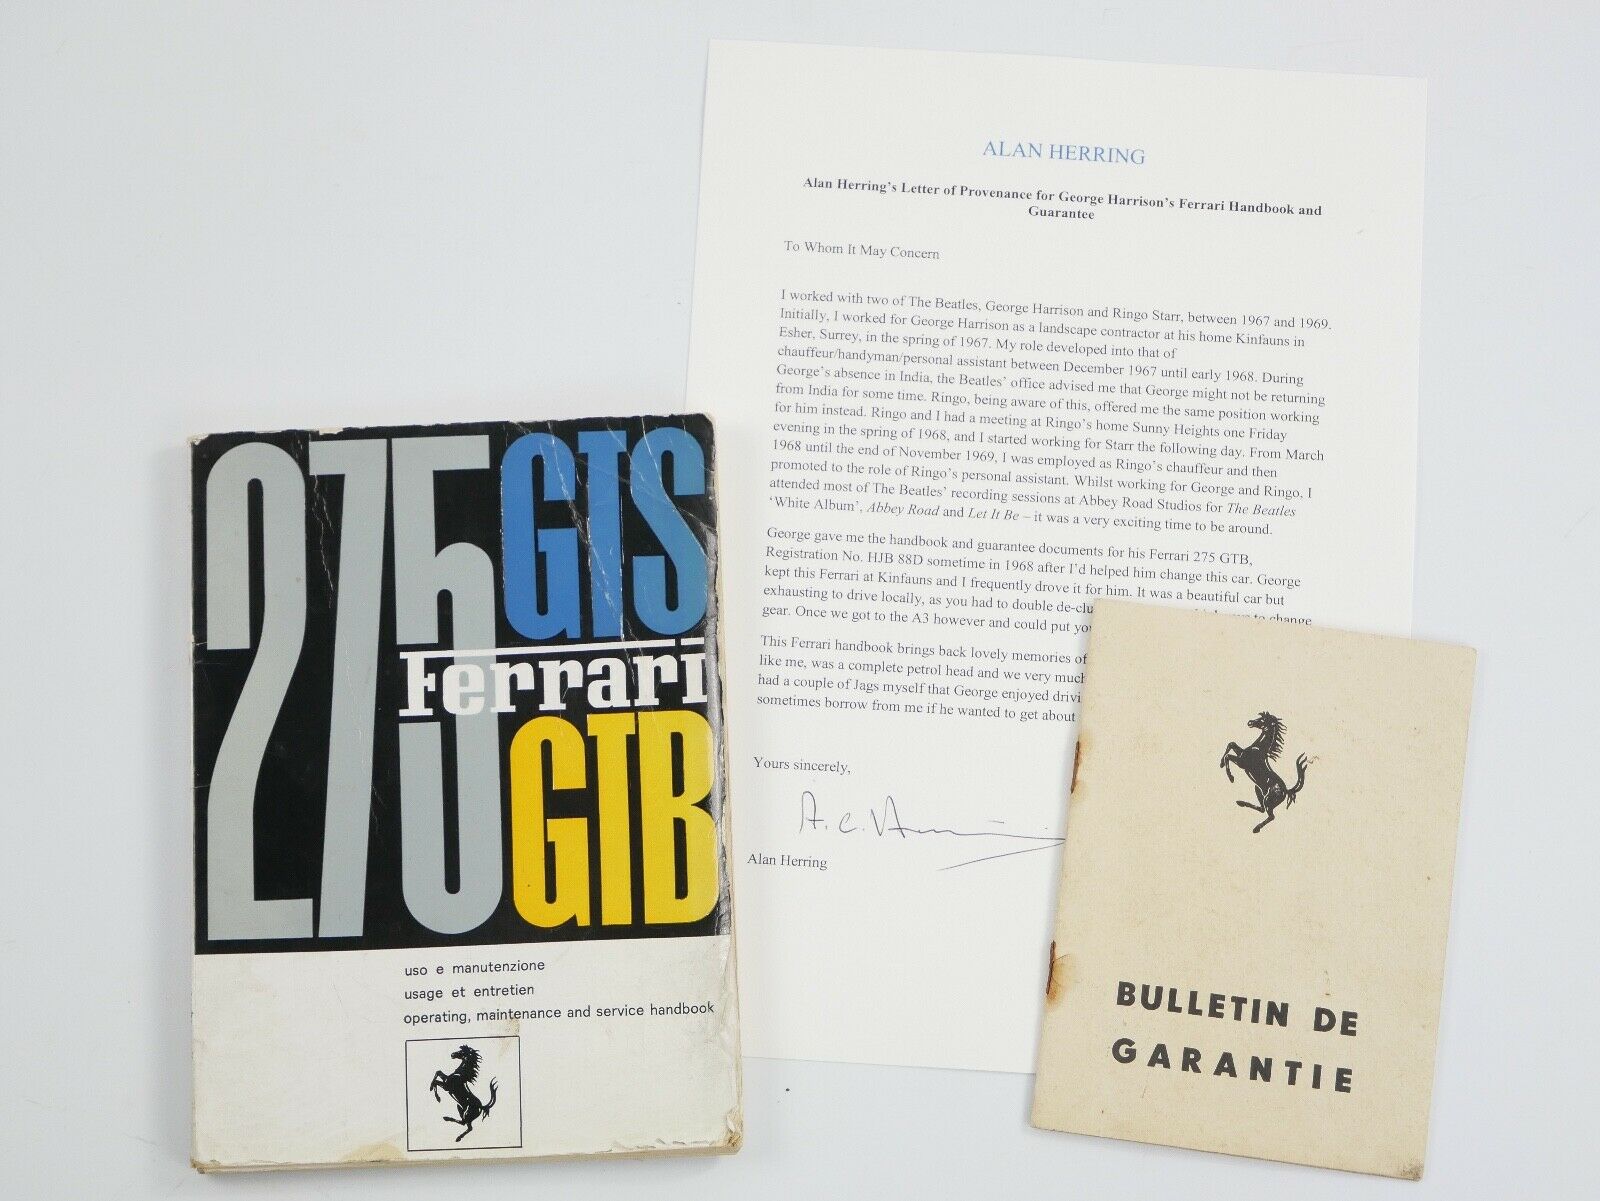 275 GTS
Ferrari
GTB
uso e manutenzione
usage et entretien
operating, maintenance and service handbook
ALAN HERRING
Alan Herring's Letter of Provenance for George Harrison's Ferrari Handbook and
Guarantee
To Whom It May Concern
I worked with two of The Beatles, George Harrison and Ringo Starr, between 1967 and 1969.
Initially, I worked for George Harrison as a landscape contractor at his home Kinfauns in
Esher, Surrey, in the spring of 1967. My role developed into that of
chauffeur/handyman/personal assistant between December 1967 until early 1968. During
George's absence in India, the Beatles' office advised me that George might not be returning
from India for some time. Ringo, being aware of this, offered me the same position working
for him instead. Ringo and I had a meeting at Ringo's home Sunny Heights one Friday
evening in the spring of 1968, and I started working for Starr the following day. From March
1968 until the end of November 1969, I was employed as Ringo's chauffeur and then
promoted to the role of Ringo's personal assistant. Whilst working for George and Ringo, I
attended most of The Beatles' recording sessions at Abbey Road Studios for The Beatles
'White Album', Abbey Road and Let It Be – it was a very exciting time to be around.
George gave me the handbook and guarantee documents for his Ferrari 275 GTB,
Registration No. HJB 88D sometime in 1968 after I'd helped him change this car. George
kept this Ferrari at Kinfauns and I frequently drove it for him. It was a beautiful car but
exhausting to drive locally, as you had to double de-clu to change
gear. Once we got to the A3 however and could put yo
This Ferrari handbook brings back lovely memories of
like me, was a complete petrol head and we very much
had a couple of Jags myself that George enjoyed drivi
sometimes borrow from me if he wanted to get about
Yours sincerely,
A. C. Herring
Alan Herring
BULLETIN DE
GARANTIE